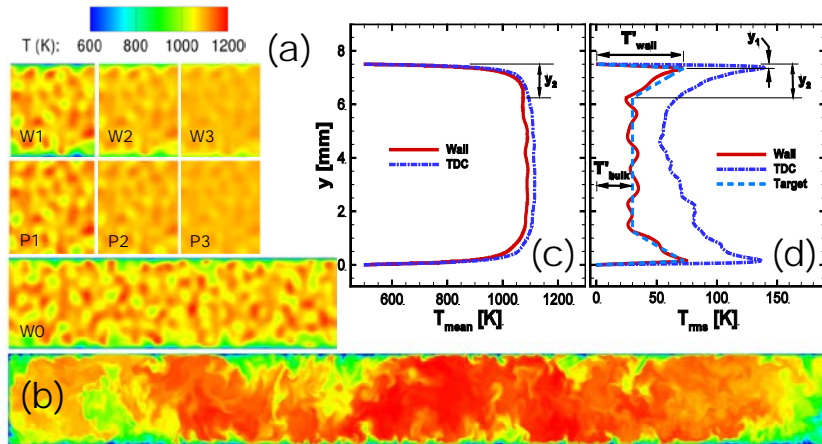 T (K): 600 800 1000 1200
(a)
W1 W2 W3
P1 P2 P3
W0
(b)
y [mm]
8
6
4
2
0
Wall
TDC
y2
(c)
600. 800. 1000. 1200.
Tmean [K]
T'wall
y1
y2
T'bulk
Wall
TDC
Target
(d)
0 50. 100. 150.
Trms [K]